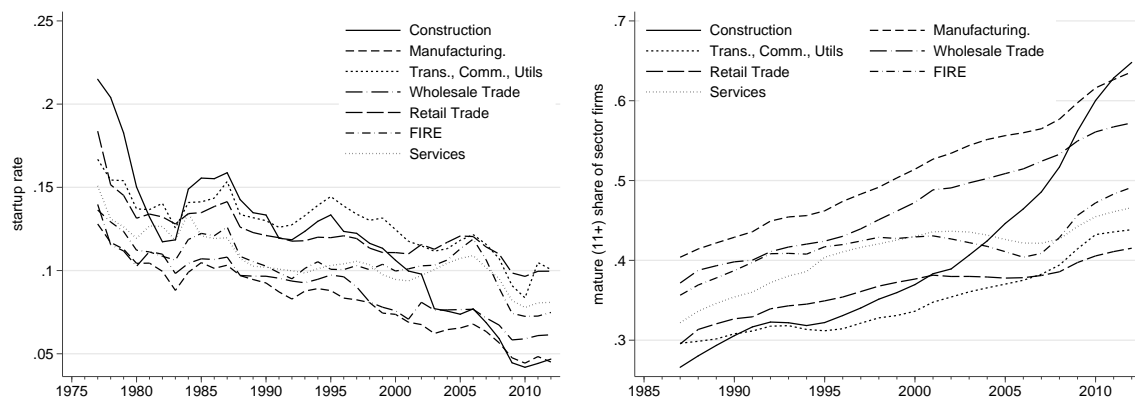 .25
.2
.15
.1
.05
startup rate
1975 1980 1985 1990 1995 2000 2005 2010
Construction
Manufacturing.
Trans., Comm., Utils
Wholesale Trade
Retail Trade
FIRE
Services
.7
.6
.5
.4
.3
mature (11+) share of sector firms
1985 1990 1995 2000 2005 2010
Construction Manufacturing.
Trans., Comm., Utils Wholesale Trade
Retail Trade FIRE
Services